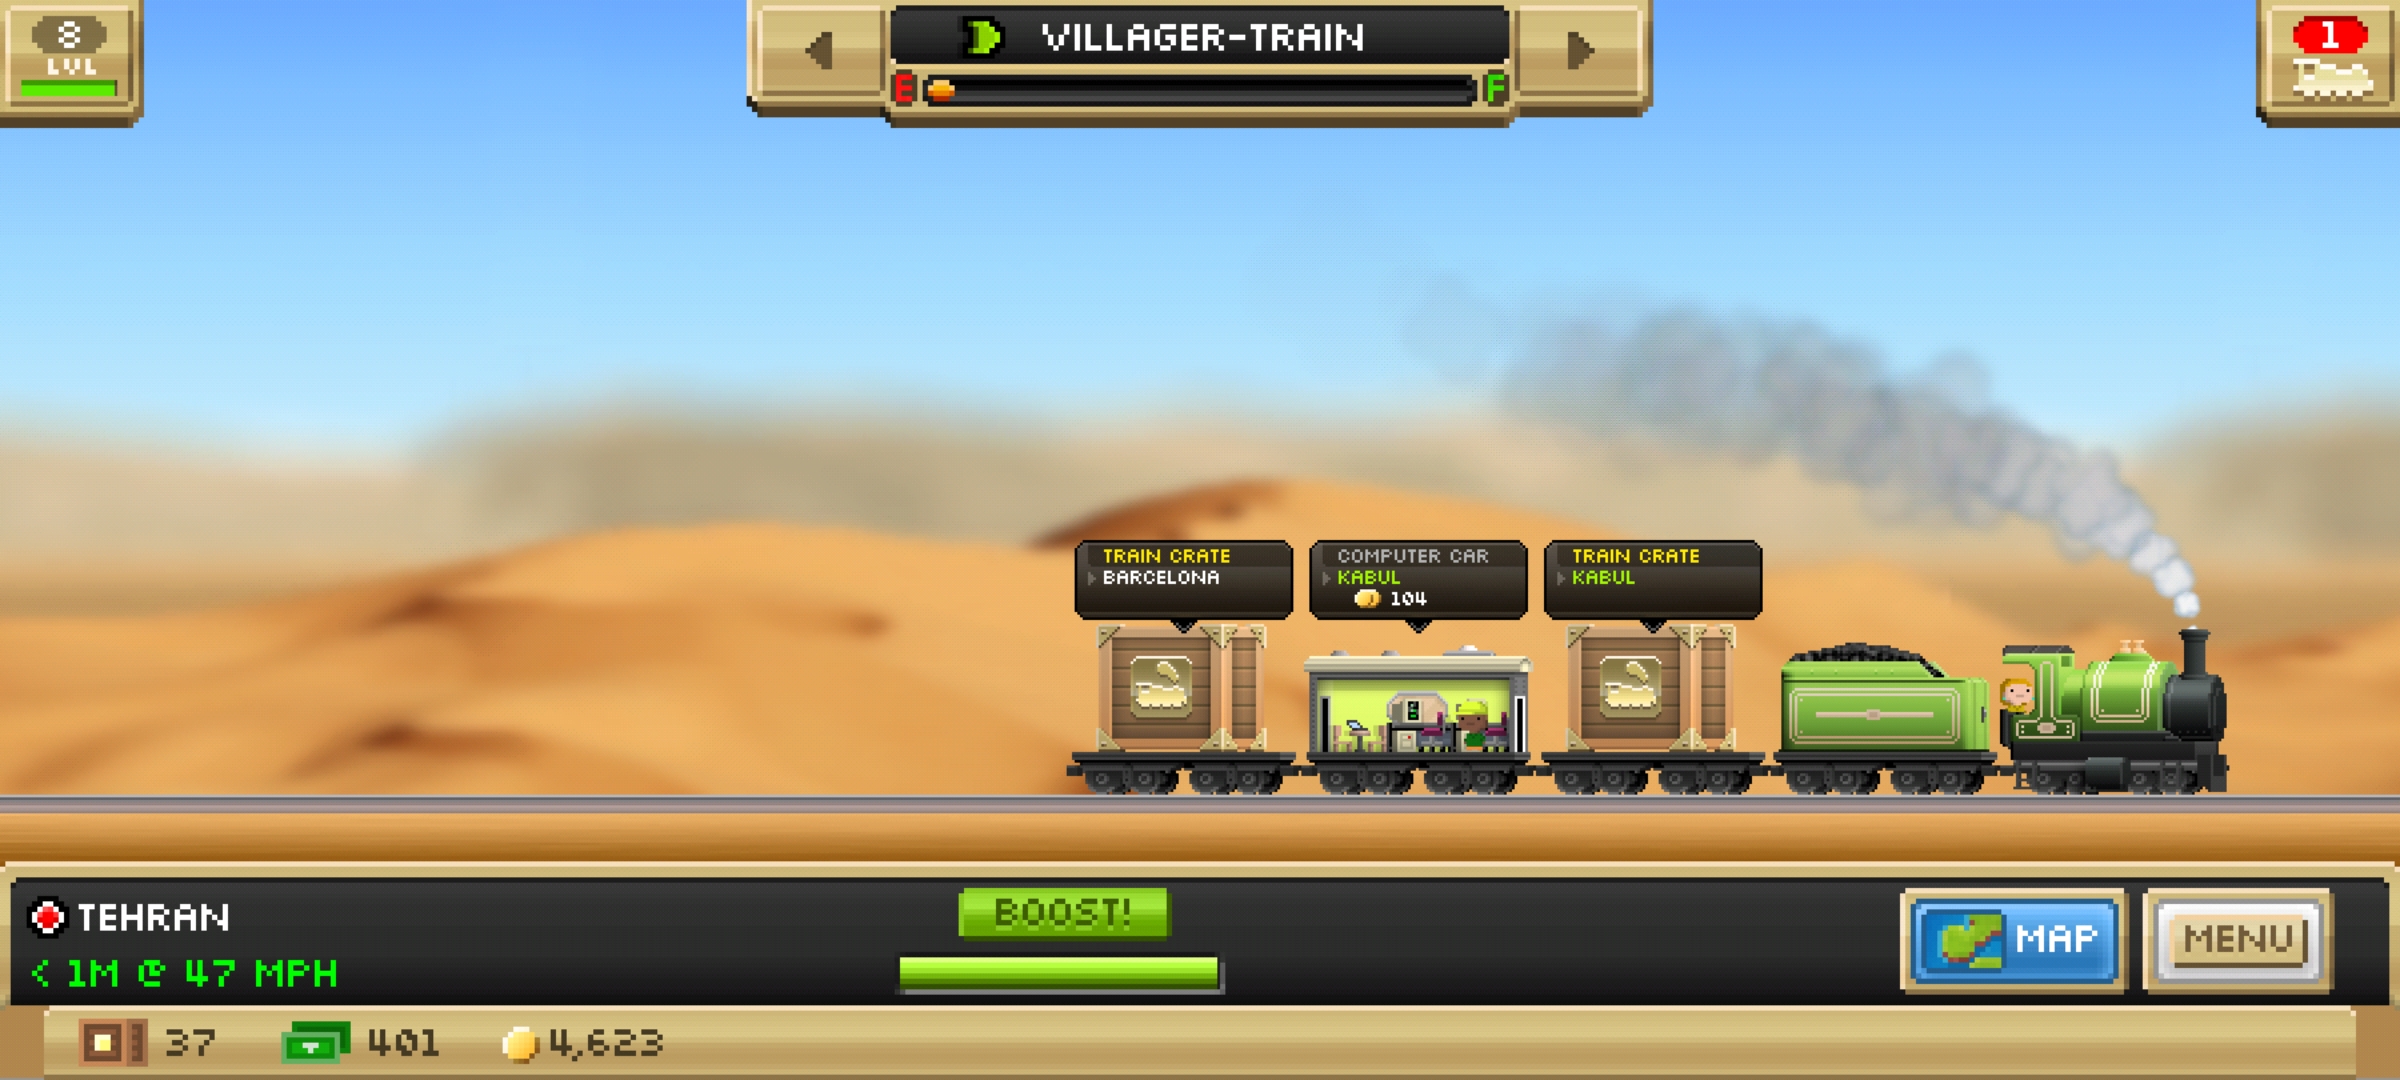 8
LVL
VILLAGER-TRAIN
E F
1
TRAIN CRATE
BARCELONA
COMPUTER CAR
KABUL
104
TRAIN CRATE
KABUL
TEHRAN
< 1M @ 47 MPH
BOOST!
MAP
MENU
37
401
4,623